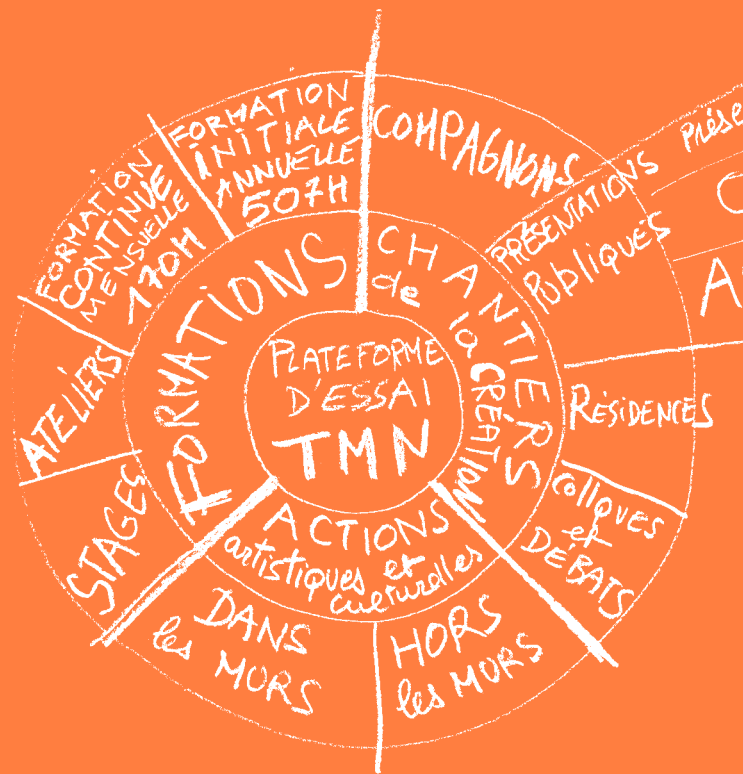 PLATEFORME
D'ESSAI
TMN
FORMATIONS
CHANTIERS
de
la CRÉATION
ACTIONS
artistiques et
culturelles
FORMATION
INITIALE
ANNUELLE
507H
COMPAGNONS
PRÉSENTATIONS
PUBLIQUES
RÉSIDENCES
COLLQUES
et
DÉBATS
HORS
les MURS
DANS
les MURS
STAGES
ATELIERS
FORMATION
CONTINUE
MENSUELLE
170H